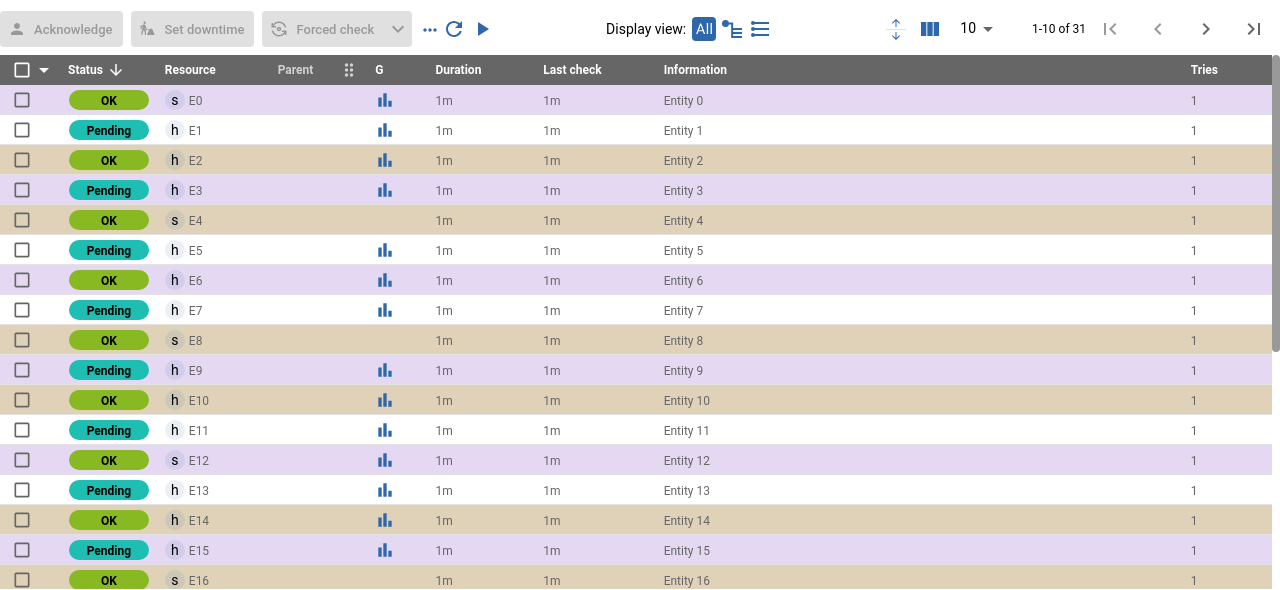 Acknowledge Set downtime Forced check Display view: All 10 1-10 of 31
Status Resource Parent G Duration Last check Information Tries
OK s E0 1m 1m Entity 0 1
Pending h E1 1m 1m Entity 1 1
OK h E2 1m 1m Entity 2 1
Pending h E3 1m 1m Entity 3 1
OK s E4 1m 1m Entity 4 1
Pending h E5 1m 1m Entity 5 1
OK h E6 1m 1m Entity 6 1
Pending h E7 1m 1m Entity 7 1
OK s E8 1m 1m Entity 8 1
Pending h E9 1m 1m Entity 9 1
OK h E10 1m 1m Entity 10 1
Pending h E11 1m 1m Entity 11 1
OK s E12 1m 1m Entity 12 1
Pending h E13 1m 1m Entity 13 1
OK h E14 1m 1m Entity 14 1
Pending h E15 1m 1m Entity 15 1
OK s E16 1m 1m Entity 16 1